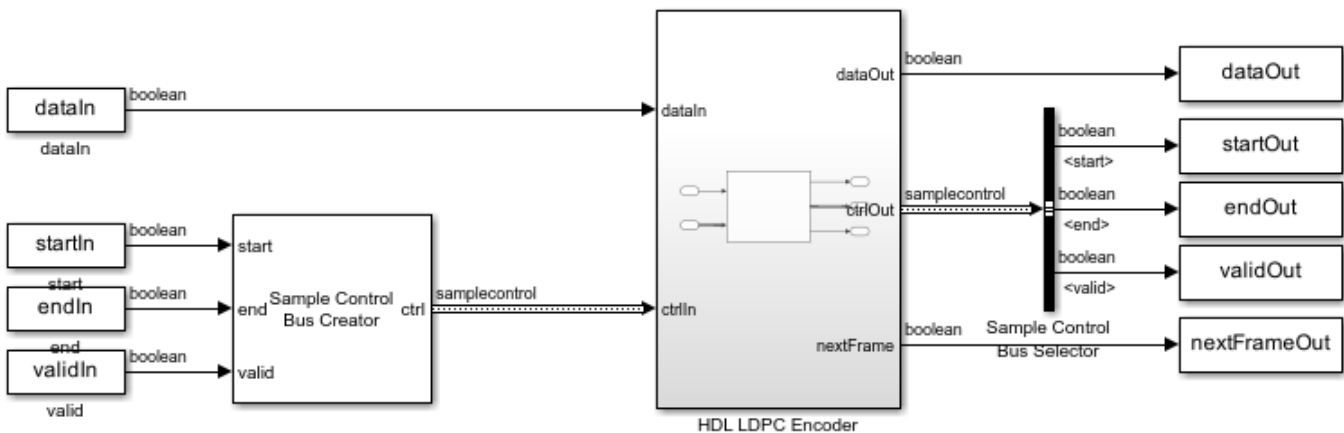 dataIn
boolean
dataIn
startIn
boolean
start
endIn
boolean
end
validIn
boolean
valid
start
end
valid
Sample Control
Bus Creator
ctrl
samplecontrol
dataIn
ctrlIn
dataOut
ctrlOut
nextFrame
HDL LDPC Encoder
boolean
dataOut
samplecontrol
boolean
<start>
startOut
boolean
<end>
endOut
boolean
<valid>
validOut
Sample Control
Bus Selector
boolean
nextFrameOut